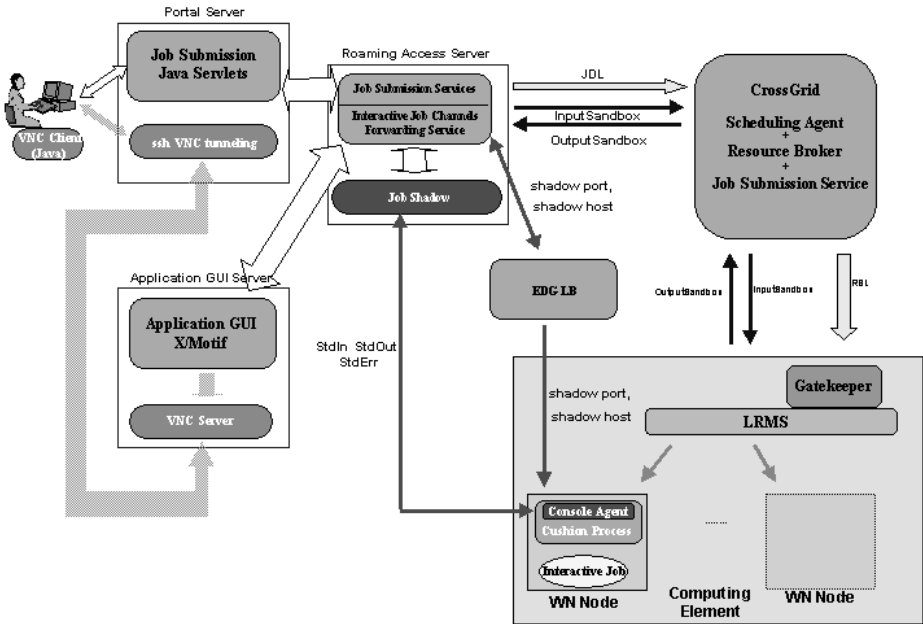 Portal Server
Job Submission
Java Servlets
VNC Client
(Java)
ssh VNC tunneling
Roaming Access Server
Job Submission Services
Interactive Job Channels
Forwarding Service
Job Shadow
JDL
InputSandbox
OutputSandbox
CrossGrid
Scheduling Agent
+
Resource Broker
+
Job Submission Service
shadow port,
shadow host
EDG LB
Application GUI Server
Application GUI
X/Motif
VNC Server
StdIn StdOut
StdErr
OutputSandbox
InputSandbox
RSL
shadow port,
shadow host
Gatekeeper
LRMS
Console Agent
Cushion Process
Interactive Job
WN Node
......
Computing
Element
WN Node